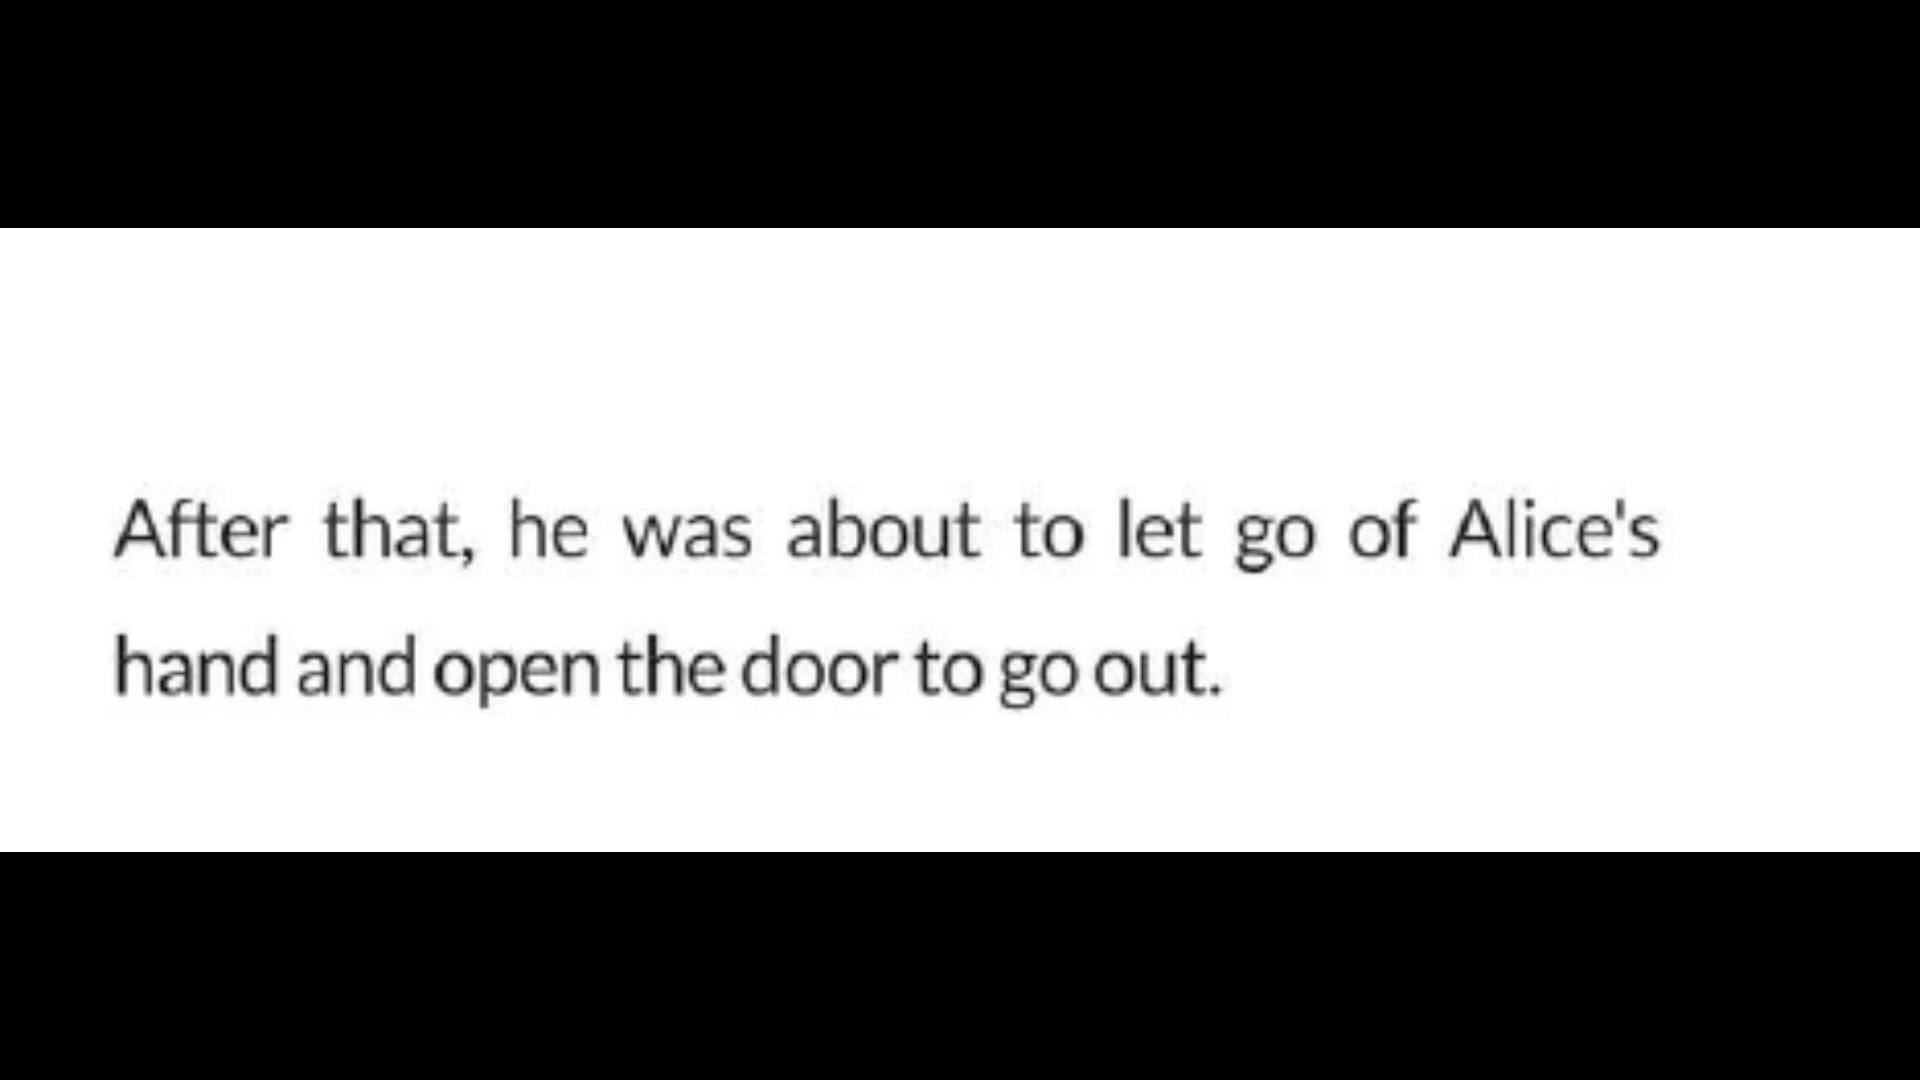 After that, he was about to let go of Alice's
hand and open the door to go out.